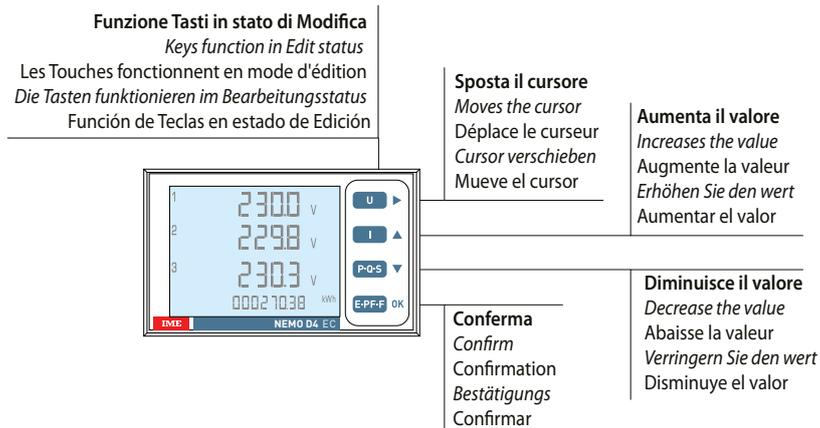 Funzione Tasti in stato di Modifica
Keys function in Edit status
Les Touches fonctionnent en mode d'édition
Die Tasten funktionieren im Bearbeitungsstatus
Función de Teclas en estado de Edición
Sposta il cursore
Moves the cursor
Déplace le curseur
Cursor verschieben
Mueve el cursor
Aumenta il valore
Increases the value
Augmente la valeur
Erhöhen Sie den wert
Aumentar el valor
1 230.0 V
2 229.8 V
3 230.3 V
000270.38 kWh
U ▶
I ▲
P·Q·S ▼
E·PF·F OK
IME NEMO D4 EC
Conferma
Confirm
Confirmation
Bestätigungs
Confirmar
Diminuisce il valore
Decrease the value
Abaisse la valeur
Verringern Sie den wert
Disminuye el valor